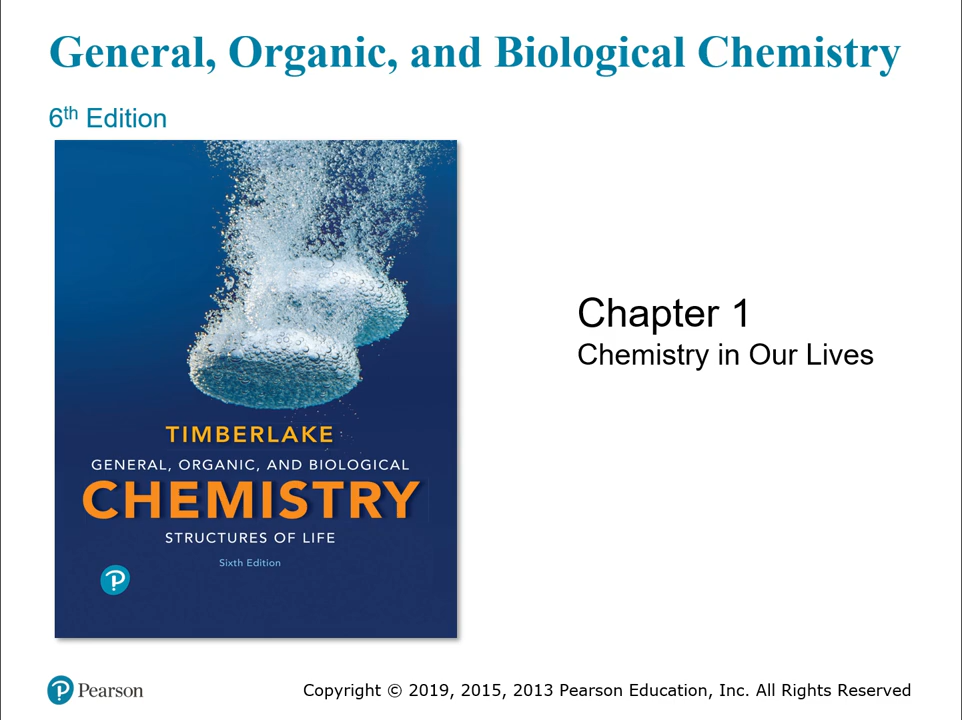 General, Organic, and Biological Chemistry
6th Edition
TIMBERLAKE
GENERAL, ORGANIC, AND BIOLOGICAL
CHEMISTRY
STRUCTURES OF LIFE
Sixth Edition
P
Chapter 1
Chemistry in Our Lives
P Pearson
Copyright © 2019, 2015, 2013 Pearson Education, Inc. All Rights Reserved